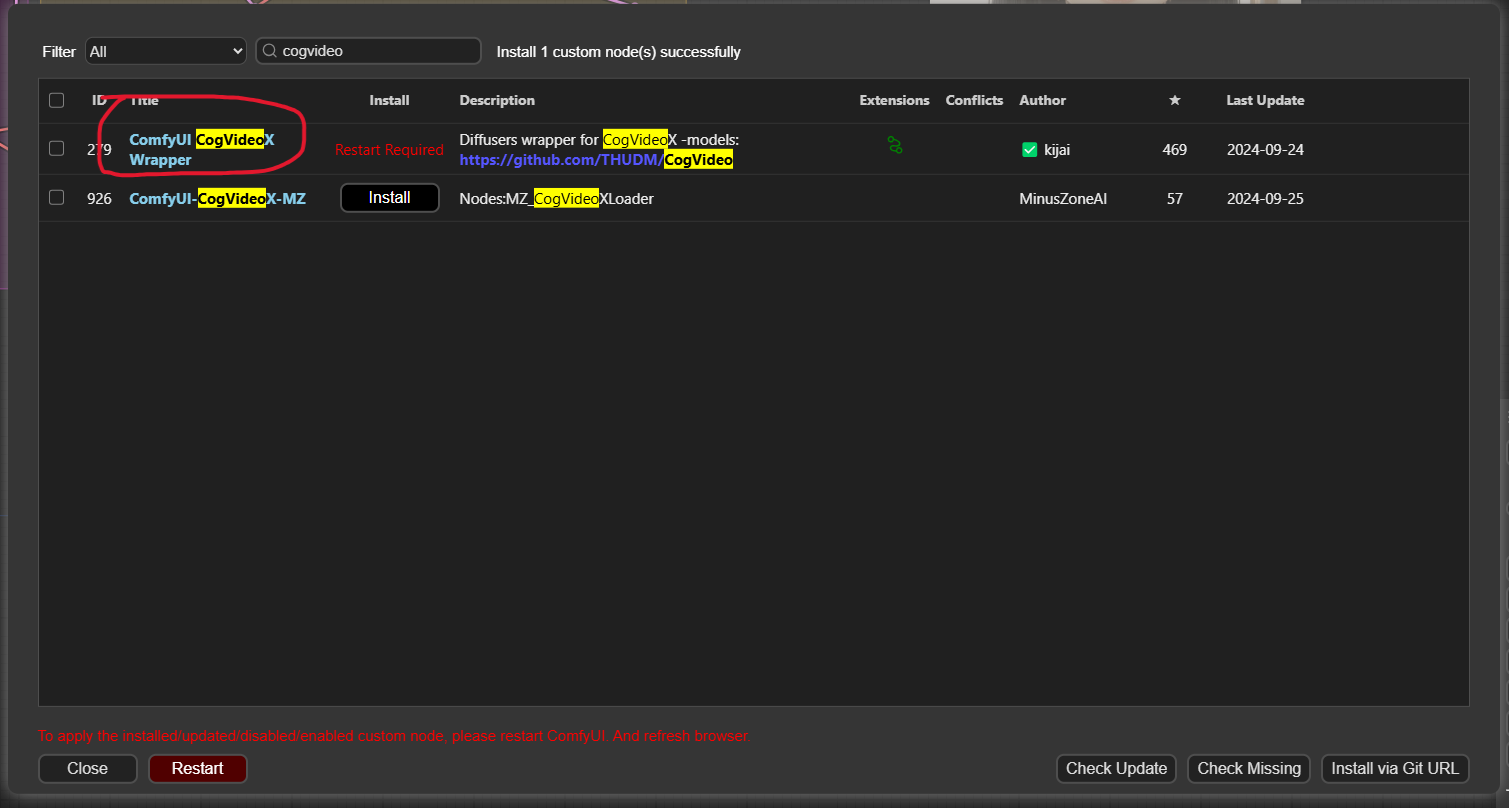 Filter All cogvideo Install 1 custom node(s) successfully
ID Title Install Description Extensions Conflicts Author ★ Last Update
279 ComfyUI CogVideoX Wrapper Restart Required Diffusers wrapper for CogVideoX -models: https://github.com/THUDM/CogVideo kijai 469 2024-09-24
926 ComfyUI-CogVideoX-MZ Install Nodes:MZ_CogVideoXLoader MinusZoneAI 57 2024-09-25
To apply the installed/updated/disabled/enabled custom node, please restart ComfyUI. And refresh browser.
Close Restart Check Update Check Missing Install via Git URL